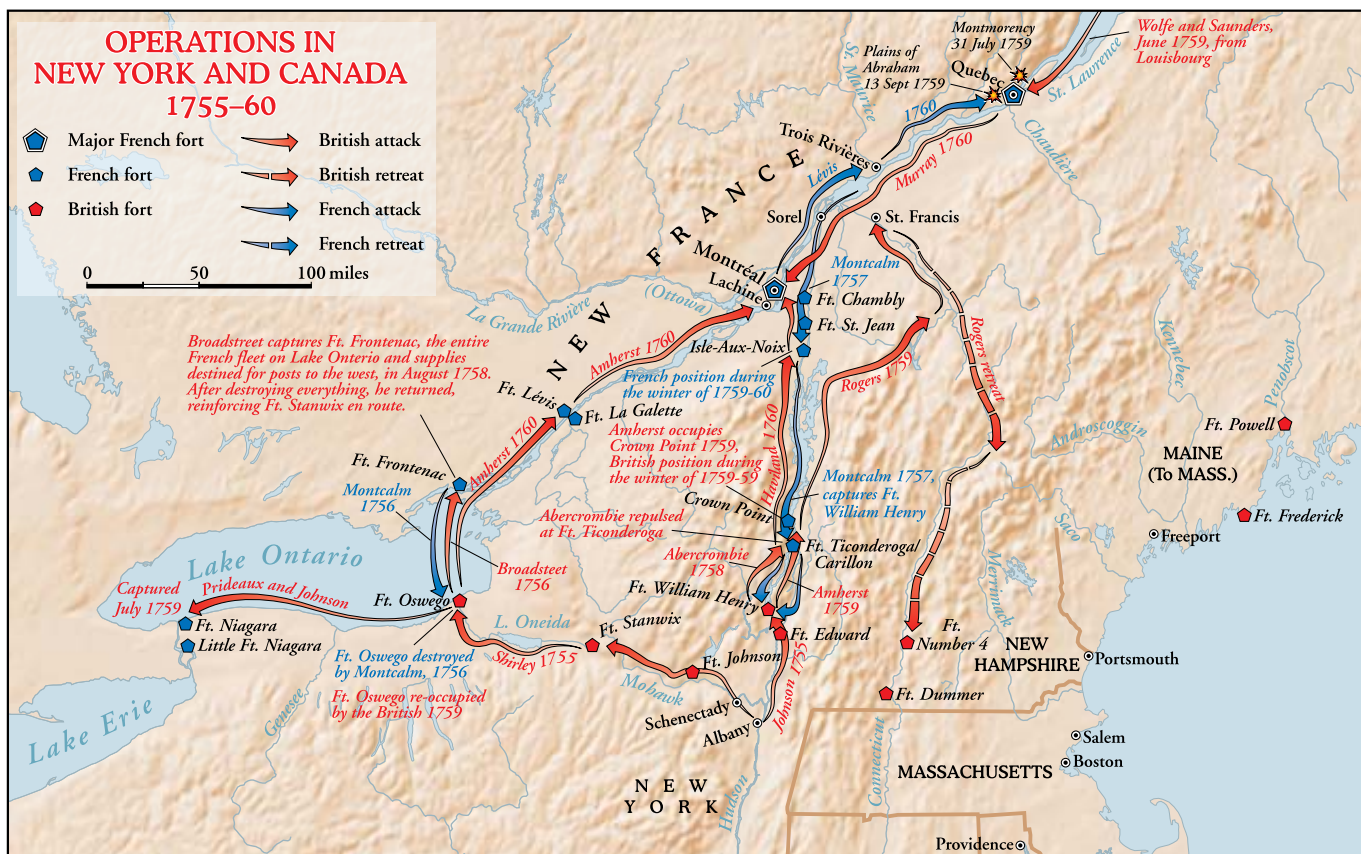 OPERATIONS IN
NEW YORK AND CANADA
1755–60
Major French fort
French fort
British fort
British attack
British retreat
French attack
French retreat
0 50 100 miles
Montmorency
31 July 1759
Plains of
Abraham
13 Sept 1759
Quebec
Wolfe and Saunders,
June 1759, from
Louisbourg
St. Lawrence
St. Maurice
Chaudière
1760
Trois Rivières
Murray 1760
Lévis
NEW FRANCE
Sorel
St. Francis
Montréal
Lachine
(Ottowa)
La Grande Rivière
Montcalm
1757
Ft. Chambly
Ft. St. Jean
Isle-Aux-Noix
Amherst 1760
Rogers 1759
Rogers retreat
French position during
the winter of 1759-60
Broadstreet captures Ft. Frontenac, the entire
French fleet on Lake Onterio and supplies
destined for posts to the west, in August 1758.
After destroying everything, he returned,
reinforcing Ft. Stanwix en route.
Ft. Lévis
Ft. La Galette
Amherst occupies
Crown Point 1759,
British position during
the winter of 1759-59
Haviland 1760
Amherst 1760
Ft. Frontenac
Montcalm
1756
Montcalm 1757,
captures Ft.
William Henry
Crown Point
Abercrombie repulsed
at Ft. Ticonderoga
Ft. Ticonderoga/
Carillon
Abercrombie
1758
Ft. William Henry
Amherst
1759
Ft. Edward
Kennebec
Penobscot
Androscoggin
Ft. Powell
MAINE
(To MASS.)
Ft. Frederick
Saco
Freeport
Merrimack
Lake Ontario
Broadsteet
1756
Captured
July 1759
Prideaux and Johnson
Ft. Oswego
Ft. Niagara
Little Ft. Niagara
L. Oneida
Ft. Stanwix
Shirley 1755
Ft. Oswego destroyed
by Montcalm, 1756
Ft. Oswego re-occupied
by the British 1759
Ft. Johnson
Mohawk
Johnson 1755
Schenectady
Albany
Genesee
Lake Erie
Ft.
Number 4
NEW
HAMPSHIRE
Portsmouth
Ft. Dummer
Salem
Boston
MASSACHUSETTS
Connecticut
NEW
YORK
Hudson
Providence